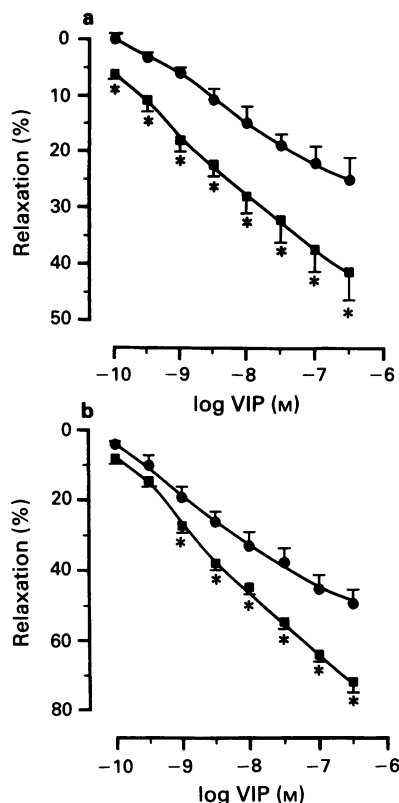 a
0
10
20
30
40
50
Relaxation (%)
* * * * * * * *
−10 −9 −8 −7 −6
log VIP (M)
b
0
20
40
60
80
Relaxation (%)
* * * * * *
−10 −9 −8 −7 −6
log VIP (M)